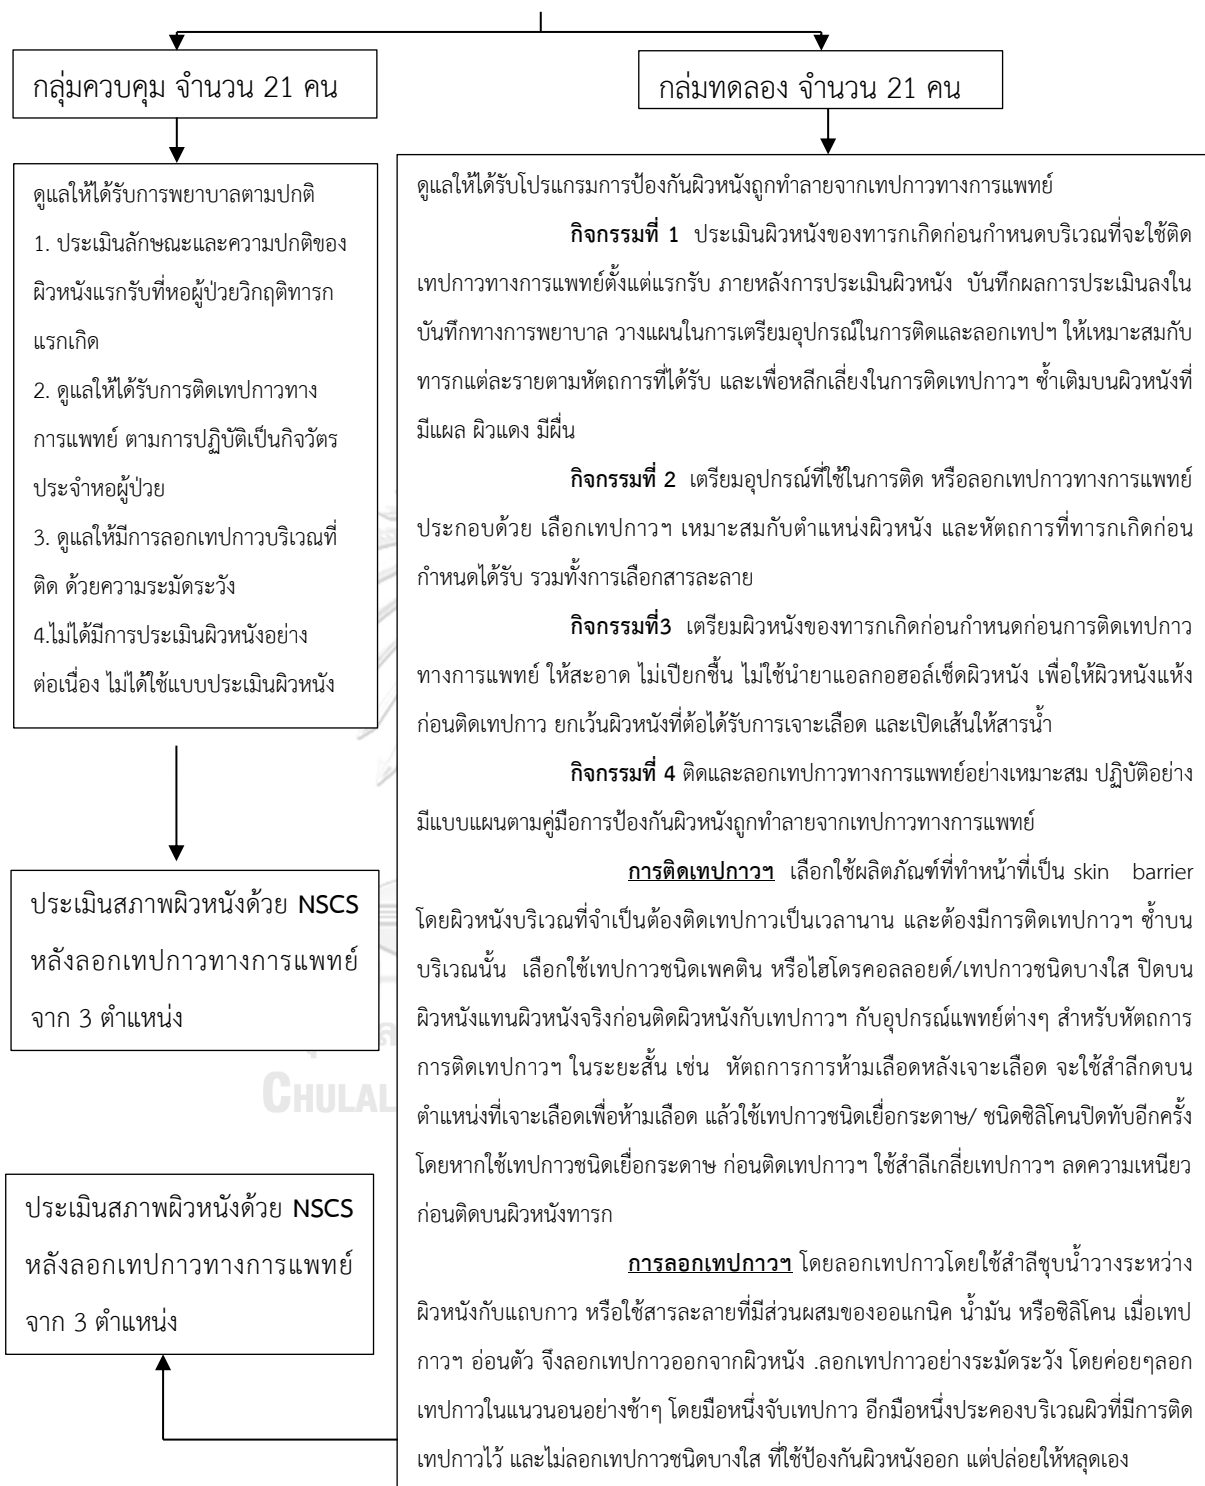 กลุ่มควบคุม จำนวน 21 คน
กล่มทดลอง จำนวน 21 คน
ดูแลให้ได้รับการพยาบาลตามปกติ
1. ประเมินลักษณะและความปกติของ
ผิวหนังแรกรับที่หอผู้ป่วยวิกฤติทารก
แรกเกิด
2. ดูแลให้ได้รับการติดเทปกาวทาง
การแพทย์ ตามการปฏิบัติเป็นกิจวัตร
ประจำหอผู้ป่วย
3. ดูแลให้มีการลอกเทปกาวบริเวณที่
ติด ด้วยความระมัดระวัง
4.ไม่ได้มีการประเมินผิวหนังอย่าง
ต่อเนื่อง ไม่ได้ใช้แบบประเมินผิวหนัง
ประเมินสภาพผิวหนังด้วย NSCS
หลังลอกเทปกาวทางการแพทย์
จาก 3 ตำแหน่ง
CHULAL
ประเมินสภาพผิวหนังด้วย NSCS
หลังลอกเทปกาวทางการแพทย์
จาก 3 ตำแหน่ง
ดูแลให้ได้รับโปรแกรมการป้องกันผิวหนังถูกทำลายจากเทปกาวทางการแพทย์
กิจกรรมที่ 1 ประเมินผิวหนังของทารกเกิดก่อนกำหนดบริเวณที่จะใช้ติด
เทปกาวทางการแพทย์ตั้งแต่แรกรับ ภายหลังการประเมินผิวหนัง บันทึกผลการประเมินลงใน
บันทึกทางการพยาบาล วางแผนในการเตรียมอุปกรณ์ในการติดและลอกเทปฯ ให้เหมาะสมกับ
ทารกแต่ละรายตามหัตถการที่ได้รับ และเพื่อหลีกเลี่ยงในการติดเทปกาวฯ ซ้ำเติมบนผิวหนังที่
มีแผล ผิวแดง มีผื่น
กิจกรรมที่ 2 เตรียมอุปกรณ์ที่ใช้ในการติด หรือลอกเทปกาวทางการแพทย์
ประกอบด้วย เลือกเทปกาวฯ เหมาะสมกับตำแหน่งผิวหนัง และหัตถการที่ทารกเกิดก่อน
กำหนดได้รับ รวมทั้งการเลือกสารละลาย
กิจกรรมที่3 เตรียมผิวหนังของทารกเกิดก่อนกำหนดก่อนการติดเทปกาว
ทางการแพทย์ ให้สะอาด ไม่เปียกชื้น ไม่ใช้นำยาแอลกอฮอล์เช็ดผิวหนัง เพื่อให้ผิวหนังแห้ง
ก่อนติดเทปกาว ยกเว้นผิวหนังที่ต้อได้รับการเจาะเลือด และเปิดเส้นให้สารน้ำ
กิจกรรมที่ 4 ติดและลอกเทปกาวทางการแพทย์อย่างเหมาะสม ปฏิบัติอย่าง
มีแบบแผนตามคู่มือการป้องกันผิวหนังถูกทำลายจากเทปกาวทางการแพทย์
การติดเทปกาวฯ เลือกใช้ผลิตภัณฑ์ที่ทำหน้าที่เป็น skin barrier
โดยผิวหนังบริเวณที่จำเป็นต้องติดเทปกาวเป็นเวลานาน และต้องมีการติดเทปกาวฯ ซ้ำบน
บริเวณนั้น เลือกใช้เทปกาวชนิดเพคติน หรือไฮโดรคอลลอยด์/เทปกาวชนิดบางใส ปิดบน
ผิวหนังแทนผิวหนังจริงก่อนติดผิวหนังกับเทปกาวฯ กับอุปกรณ์แพทย์ต่างๆ สำหรับหัตถการ
การติดเทปกาวฯ ในระยะสั้น เช่น หัตถการการห้ามเลือดหลังเจาะเลือด จะใช้สำลีกดบน
ตำแหน่งที่เจาะเลือดเพื่อห้ามเลือด แล้วใช้เทปกาวชนิดเยื่อกระดาษ/ ชนิดซิลิโคนปิดทับอีกครั้ง
โดยหากใช้เทปกาวชนิดเยื่อกระดาษ ก่อนติดเทปกาวฯ ใช้สำลีเกลี่ยเทปกาวฯ ลดความเหนียว
ก่อนติดบนผิวหนังทารก
การลอกเทปกาวฯ โดยลอกเทปกาวโดยใช้สำลีชุบน้ำวางระหว่าง
ผิวหนังกับแถบกาว หรือใช้สารละลายที่มีส่วนผสมของออแกนิค น้ำมัน หรือซิลิโคน เมื่อเทป
กาวฯ อ่อนตัว จึงลอกเทปกาวออกจากผิวหนัง .ลอกเทปกาวอย่างระมัดระวัง โดยค่อยๆลอก
เทปกาวในแนวนอนอย่างช้าๆ โดยมือหนึ่งจับเทปกาว อีกมือหนึ่งประคองบริเวณผิวที่มีการติด
เทปกาวไว้ และไม่ลอกเทปกาวชนิดบางใส ที่ใช้ป้องกันผิวหนังออก แต่ปล่อยให้หลุดเอง